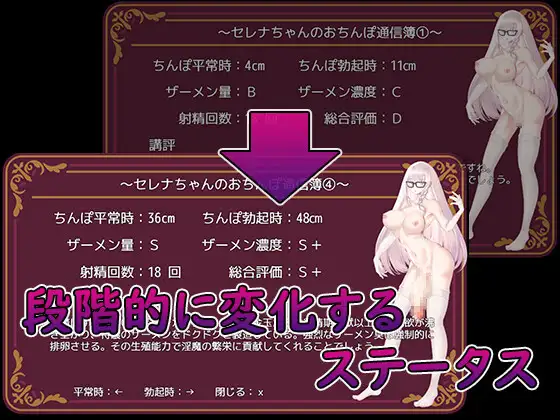 ～セレナちゃんのおちんぽ通信簿①～
ちんぽ平常時：4cm ちんぽ勃起時：11cm
ザーメン量：B ザーメン濃度：C
射精回数： 総合評価：D
講評
～セレナちゃんのおちんぽ通信簿④～
ちんぽ平常時：36cm ちんぽ勃起時：48cm
ザーメン量：S ザーメン濃度：S＋
射精回数：18 回 総合評価：S＋
段階的に変化する
ステータス
排卵させる。その生殖能力で淫魔の繁栄に貢献してくれることでしょう。
平常時：← 勃起時：→ 閉じる：x